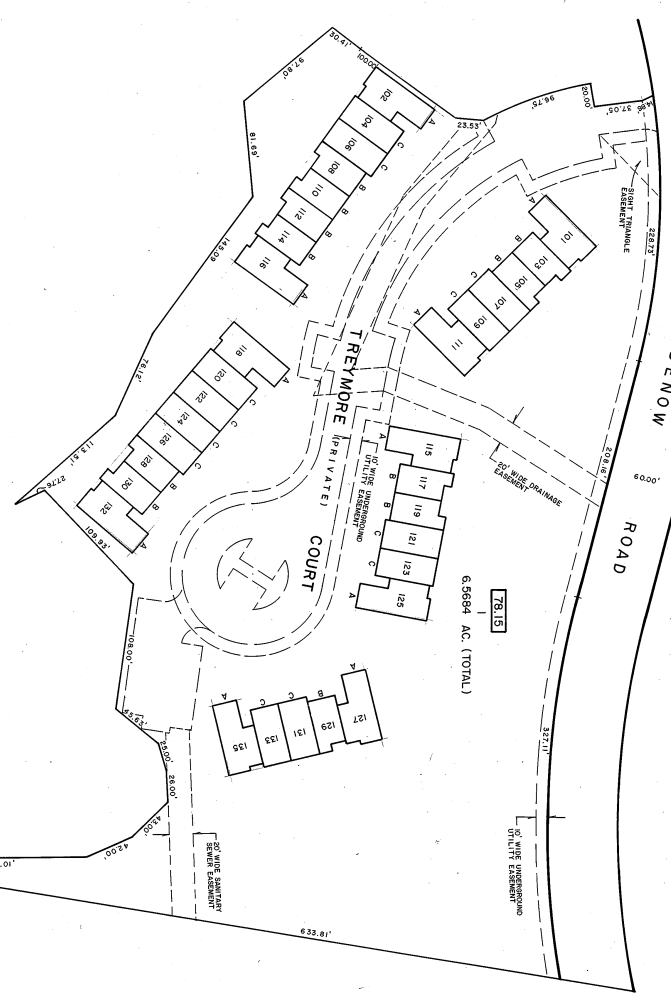 30.41'
100.00'
97.80'
81.69'
145.09
76.12'
113.51'
27.76'
109.93'
108.00'
45.63'
25.00'
26.00'
43.00'
42.00'
633.81'
23.53'
96.75'
20.00'
37.05'
228.73'
208.16'
327.11'
600.00'
ROAD
SIGHT TRIANGLE
EASEMENT
102
104
106
108
110
112
114
116
A
C
C
B
B
B
B
A
101
103
105
107
109
111
A
B
B
C
C
A
118
120
122
124
126
128
130
132
A
C
C
C
C
B
B
A
TREYMORE
(PRIVATE)
COURT
10' WIDE UNDERGROUND
UTILITY EASEMENT
20' WIDE DRAINAGE
EASEMENT
115
117
119
121
123
125
A
B
B
C
C
A
78.15
6.5684 AC. (TOTAL)
127
129
131
133
135
A
B
C
C
A
20' WIDE SANITARY
SEWER EASEMENT
10' WIDE UNDERGROUND
UTILITY EASEMENT